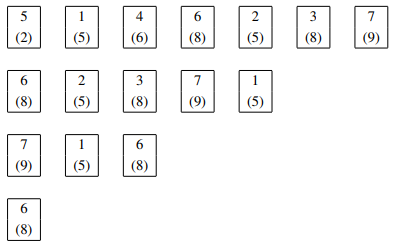 5 1 4 6 2 3 7
(2) (5) (6) (8) (5) (8) (9)
6 2 3 7 1
(8) (5) (8) (9) (5)
7 1 6
(9) (5) (8)
6
(8)